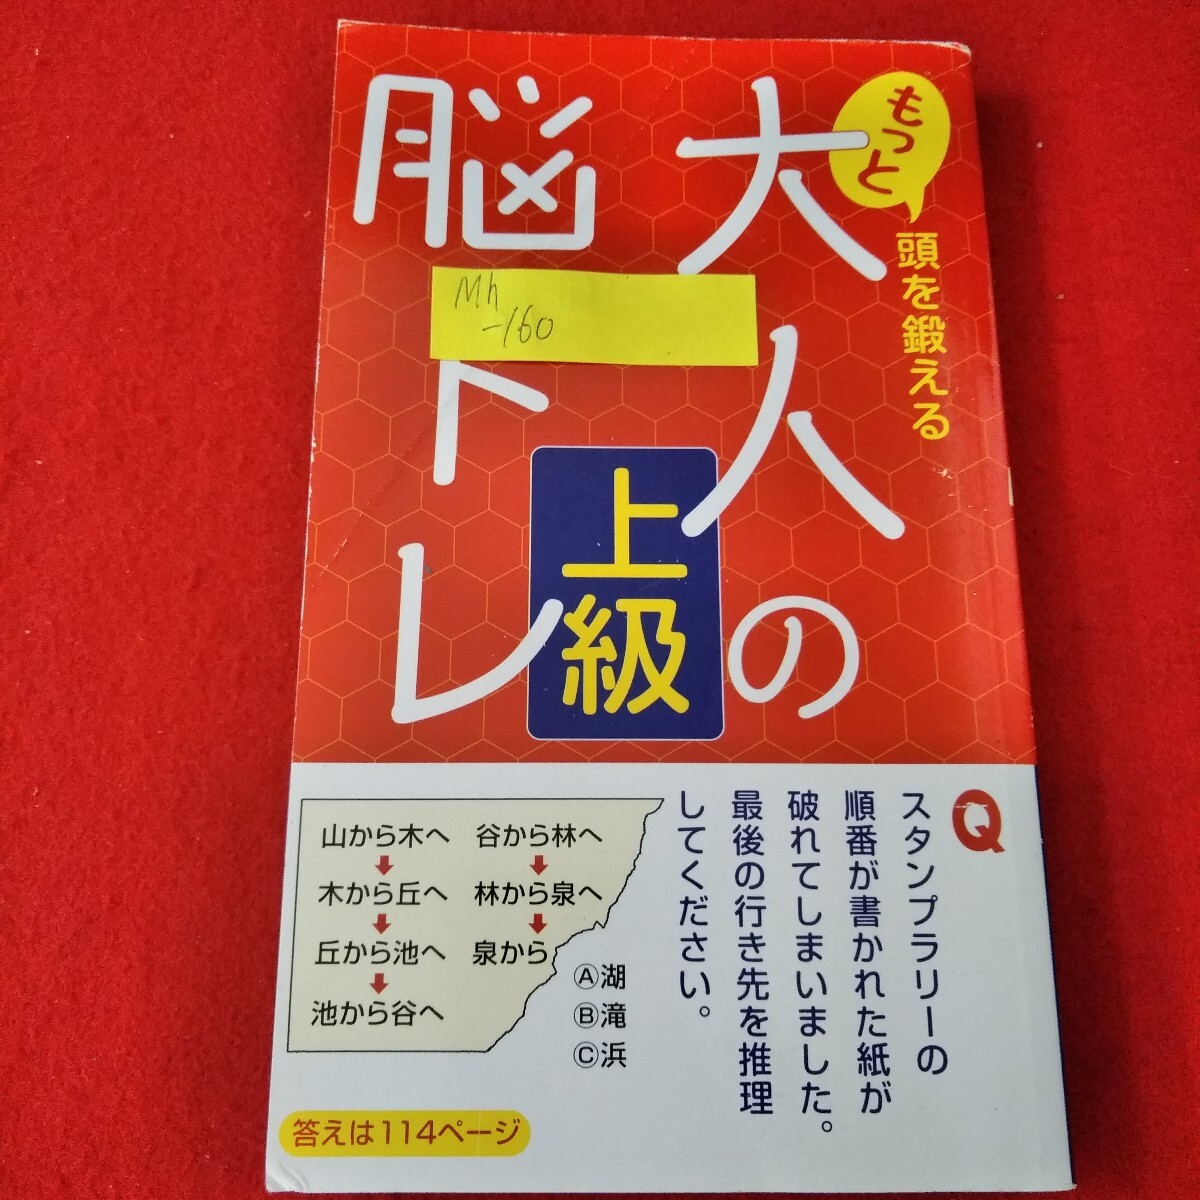 もっと
頭を鍛える
大人の
脳トレ
上級
Mh
-160
Q
スタンプラリーの
順番が書かれた紙が
破れてしまいました。
最後の行き先を推理
してください。
山から木へ
木から丘へ
丘から池へ
池から谷へ
谷から林へ
林から泉へ
泉から
Ⓐ湖
Ⓑ滝
Ⓒ浜
答えは114ページ